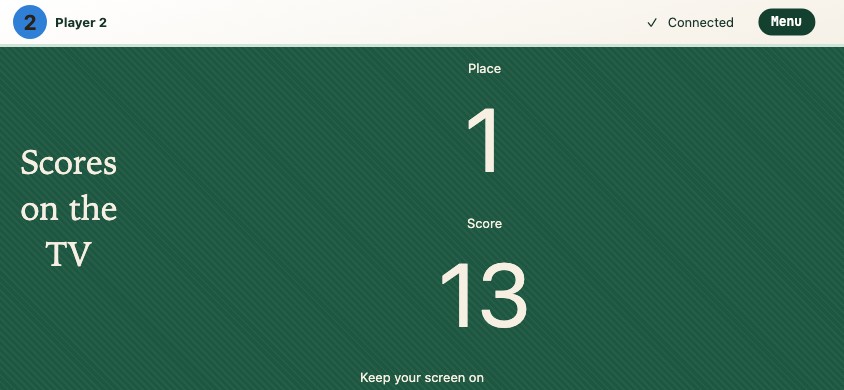 2
Player 2
✓ Connected
Menu
Scores
on the
TV
Place
1
Score
13
Keep your screen on